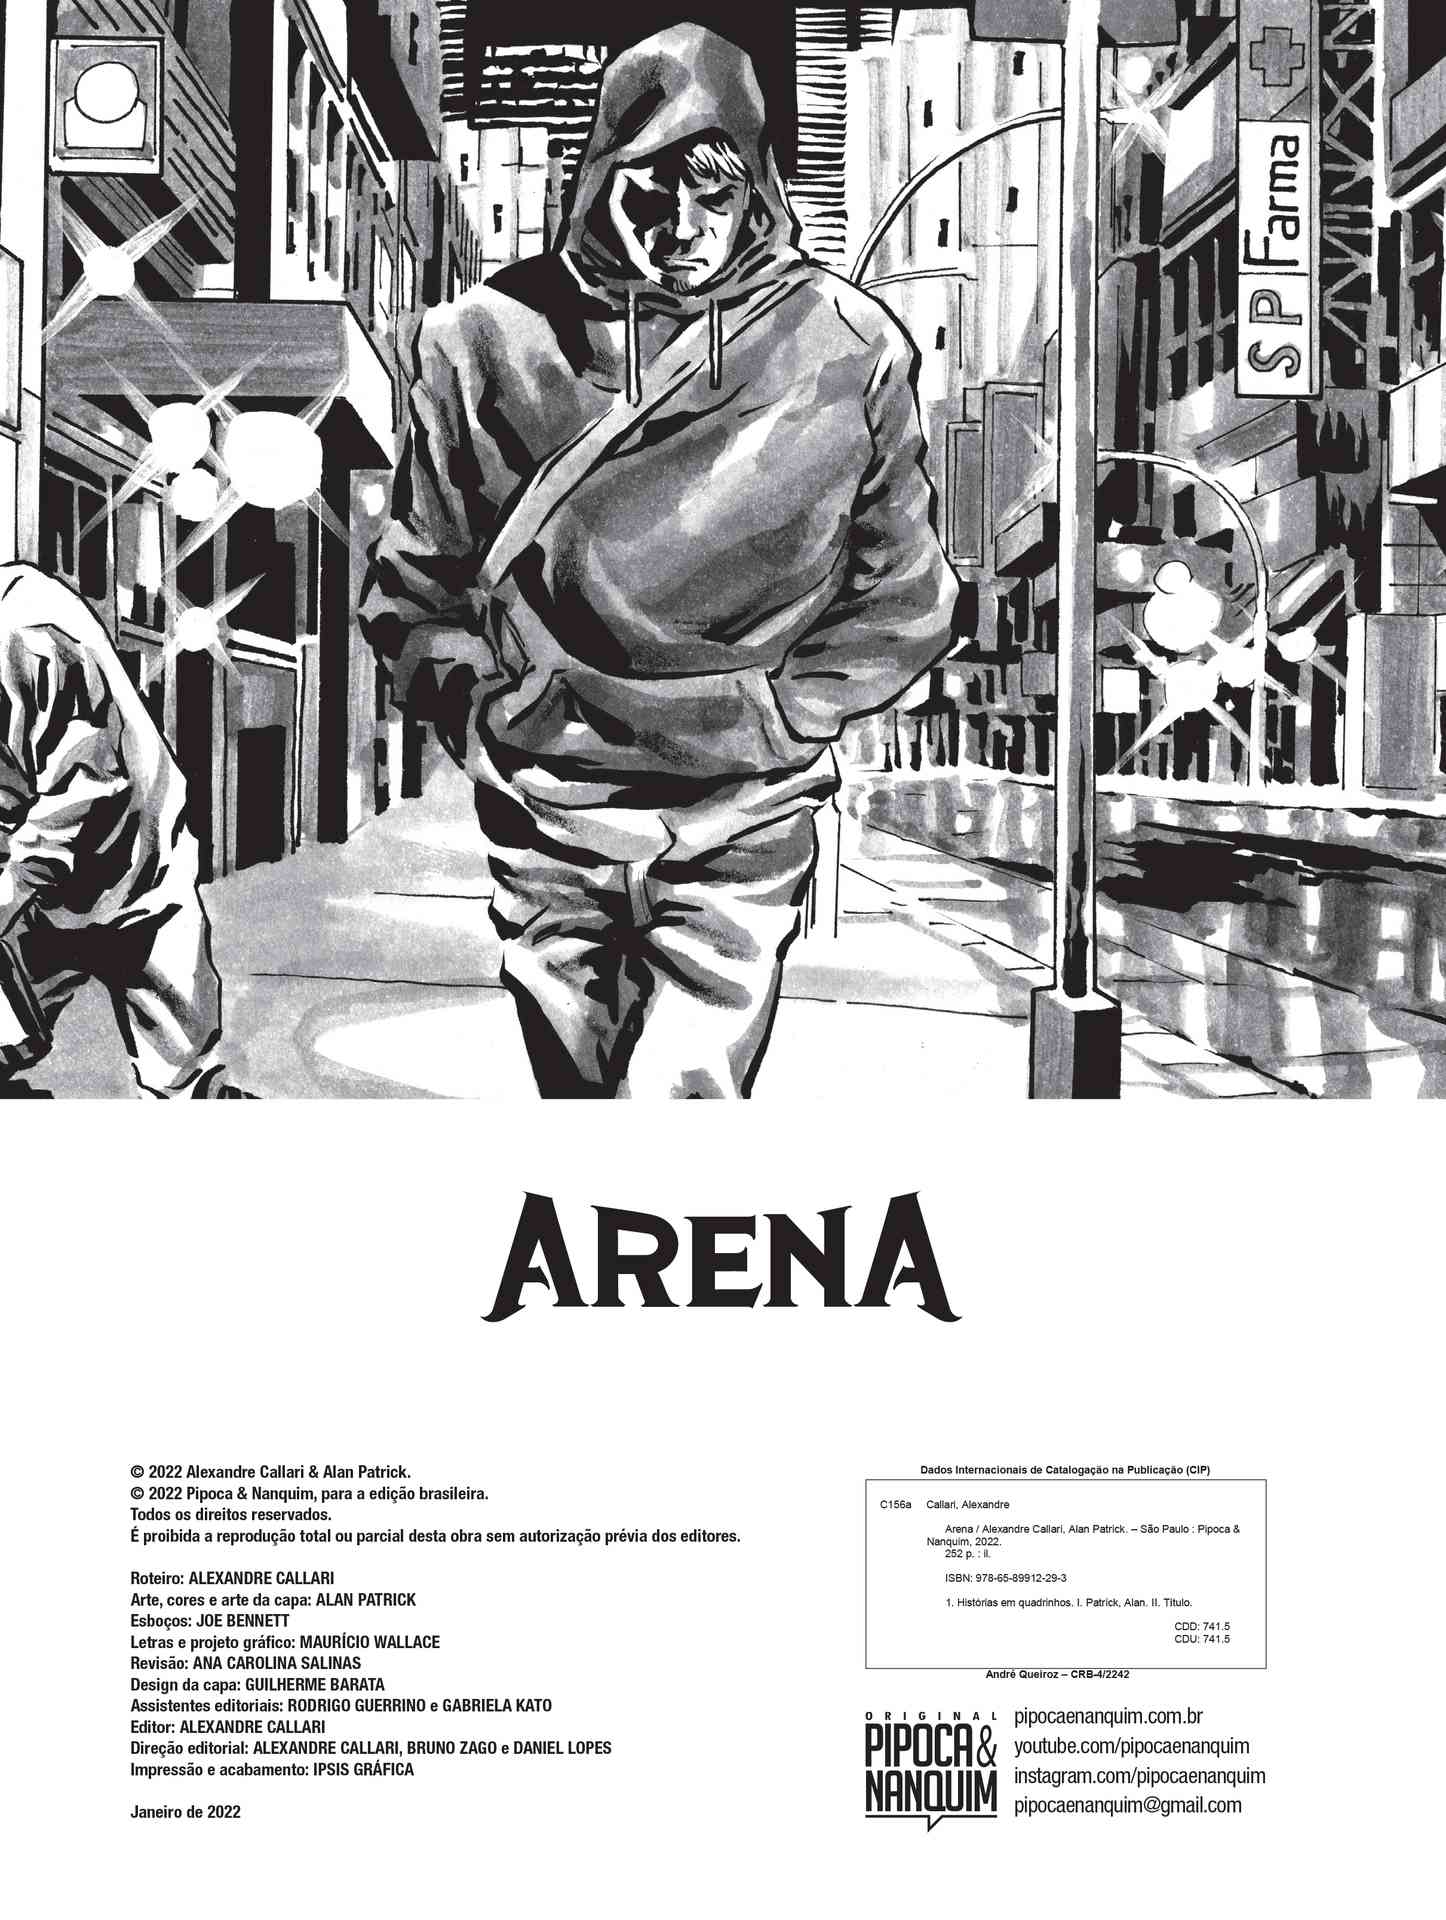 SP Farma
ARENA
© 2022 Alexandre Callari & Alan Patrick.
© 2022 Pipoca & Nanquim, para a edição brasileira.
Todos os direitos reservados.
É proibida a reprodução total ou parcial desta obra sem autorização prévia dos editores.
Roteiro: ALEXANDRE CALLARI
Arte, cores e arte da capa: ALAN PATRICK
Esboços: JOE BENNETT
Letras e projeto gráfico: MAURÍCIO WALLACE
Revisão: ANA CAROLINA SALINAS
Design da capa: GUILHERME BARATA
Assistentes editoriais: RODRIGO GUERRINO e GABRIELA KATO
Editor: ALEXANDRE CALLARI
Direção editorial: ALEXANDRE CALLARI, BRUNO ZAGO e DANIEL LOPES
Impressão e acabamento: IPSIS GRÁFICA
Janeiro de 2022
Dados Internacionais de Catalogação na Publicação (CIP)
C156a Callari, Alexandre
Arena / Alexandre Callari, Alan Patrick. – São Paulo : Pipoca &
Nanquim, 2022.
252 p. : il.
ISBN: 978-65-89912-29-3
1. Histórias em quadrinhos. I. Patrick, Alan. II. Título.
CDD: 741.5
CDU: 741.5
André Queiroz – CRB-4/2242
ORIGINAL
PIPOCA &
NANQUIM
pipocaenanquim.com.br
youtube.com/pipocaenanquim
instagram.com/pipocaenanquim
pipocaenanquim@gmail.com